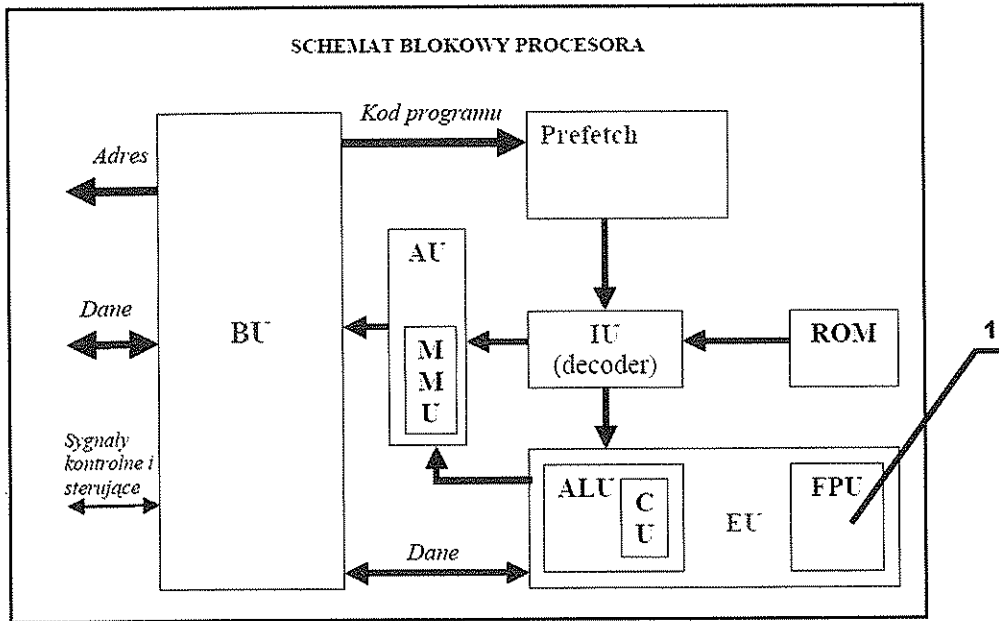 SCHEMAT BLOKOWY PROCESORA
Kod programu
Prefetch
Adres
AU
Dane
BU
M
M
U
IU
(decoder)
ROM
1
Sygnały
kontrolne i
sterujące
ALU
C
U
EU
FPU
Dane